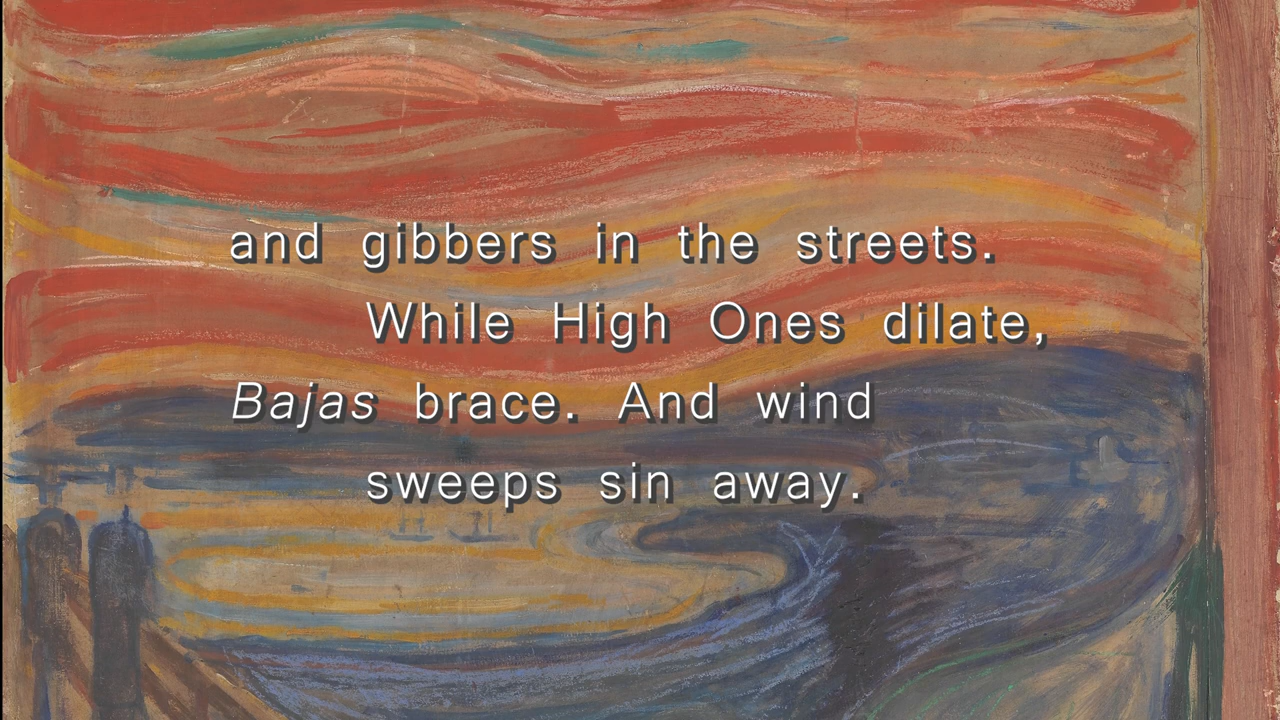 and gibbers in the streets.
While High Ones dilate,
Bajas brace. And wind
sweeps sin away.